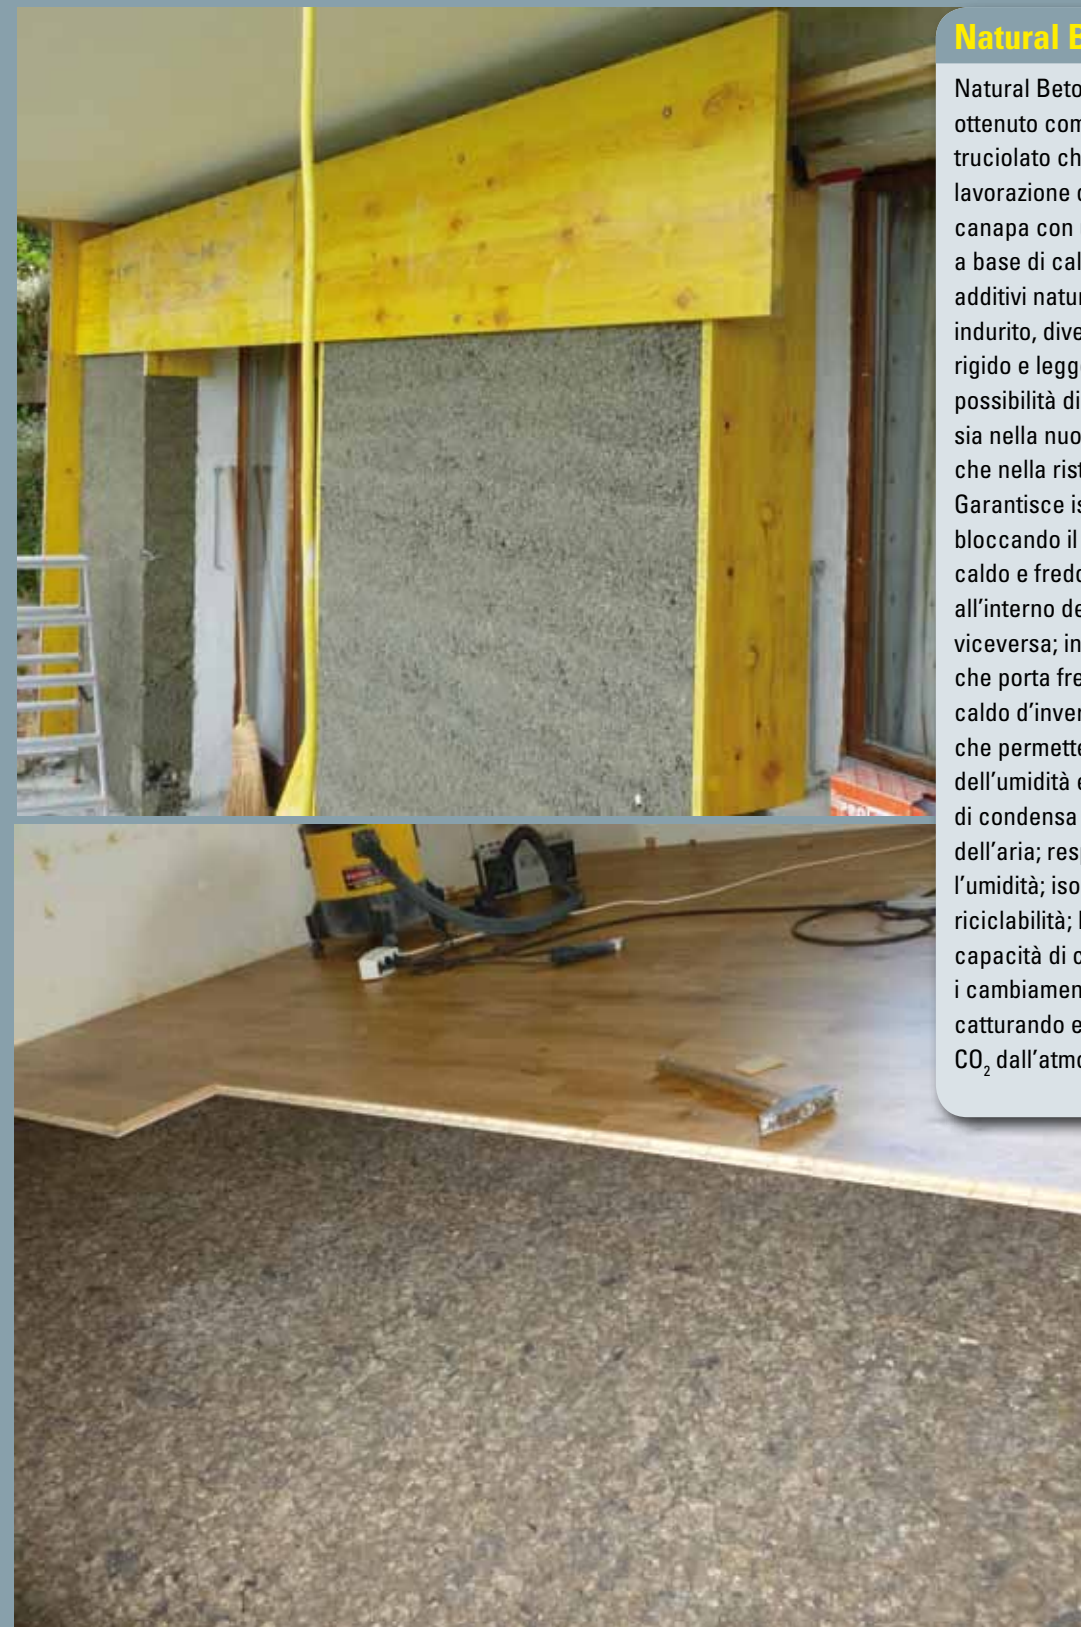 Natural B
Natural Beto
ottenuto com
truciolato ch
lavorazione
canapa con
a base di cal
additivi natur
indurito, dive
rigido e legg
possibilità di
sia nella nuo
che nella rist
Garantisce is
bloccando il
caldo e fredd
all’interno de
viceversa; in
che porta fre
caldo d’inver
che permette
dell’umidità e
di condensa
dell’aria; resp
l’umidità; iso
riciclabilità;
capacità di c
i cambiamen
catturando e
CO₂ dall’atmo
PROF